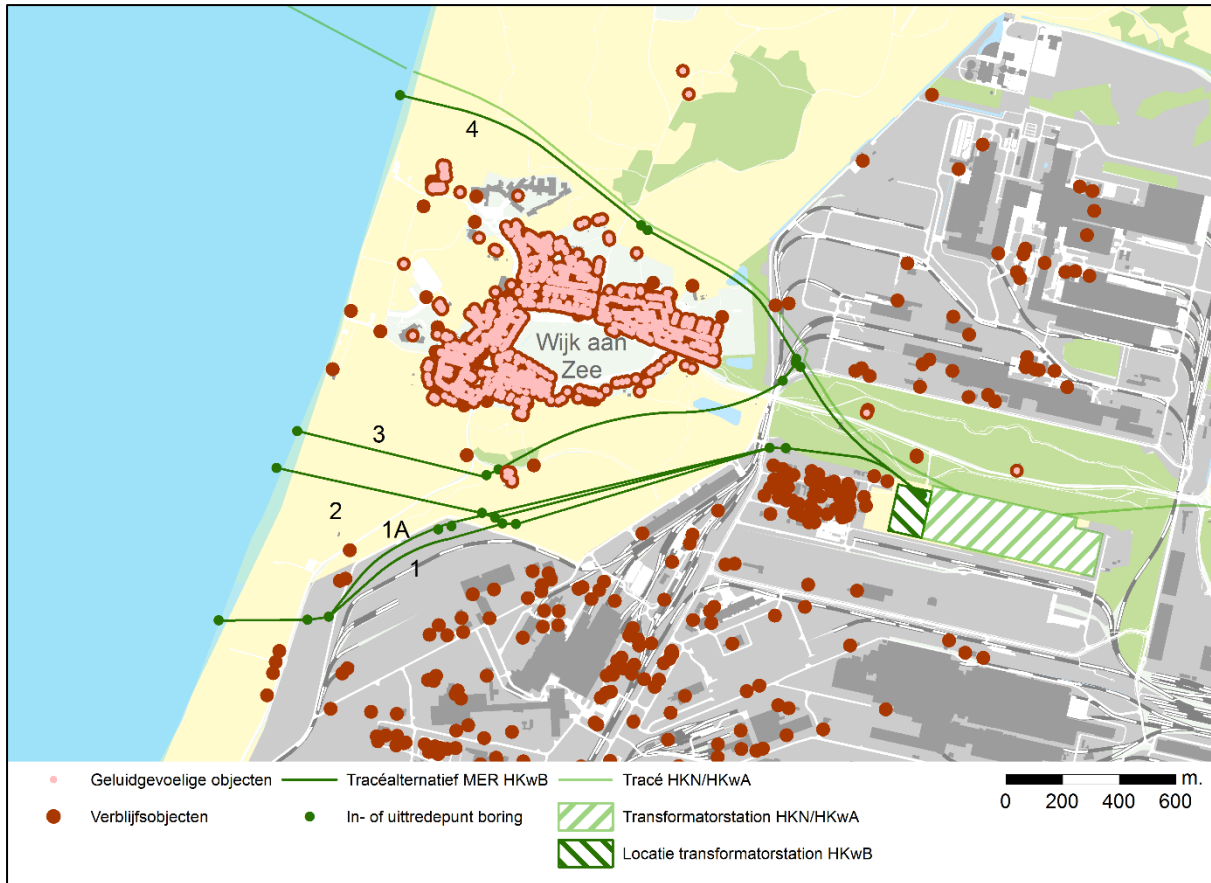 4
Wijk aan
Zee
3
2
1A
1
Geluidgevoelige objecten
Tracéalternatief MER HKwB
Tracé HKN/HKwA
m.
0 200 400 600
Verblijfsobjecten
In- of uittredepunt boring
Transformatorstation HKN/HKwA
Locatie transformatorstation HKwB